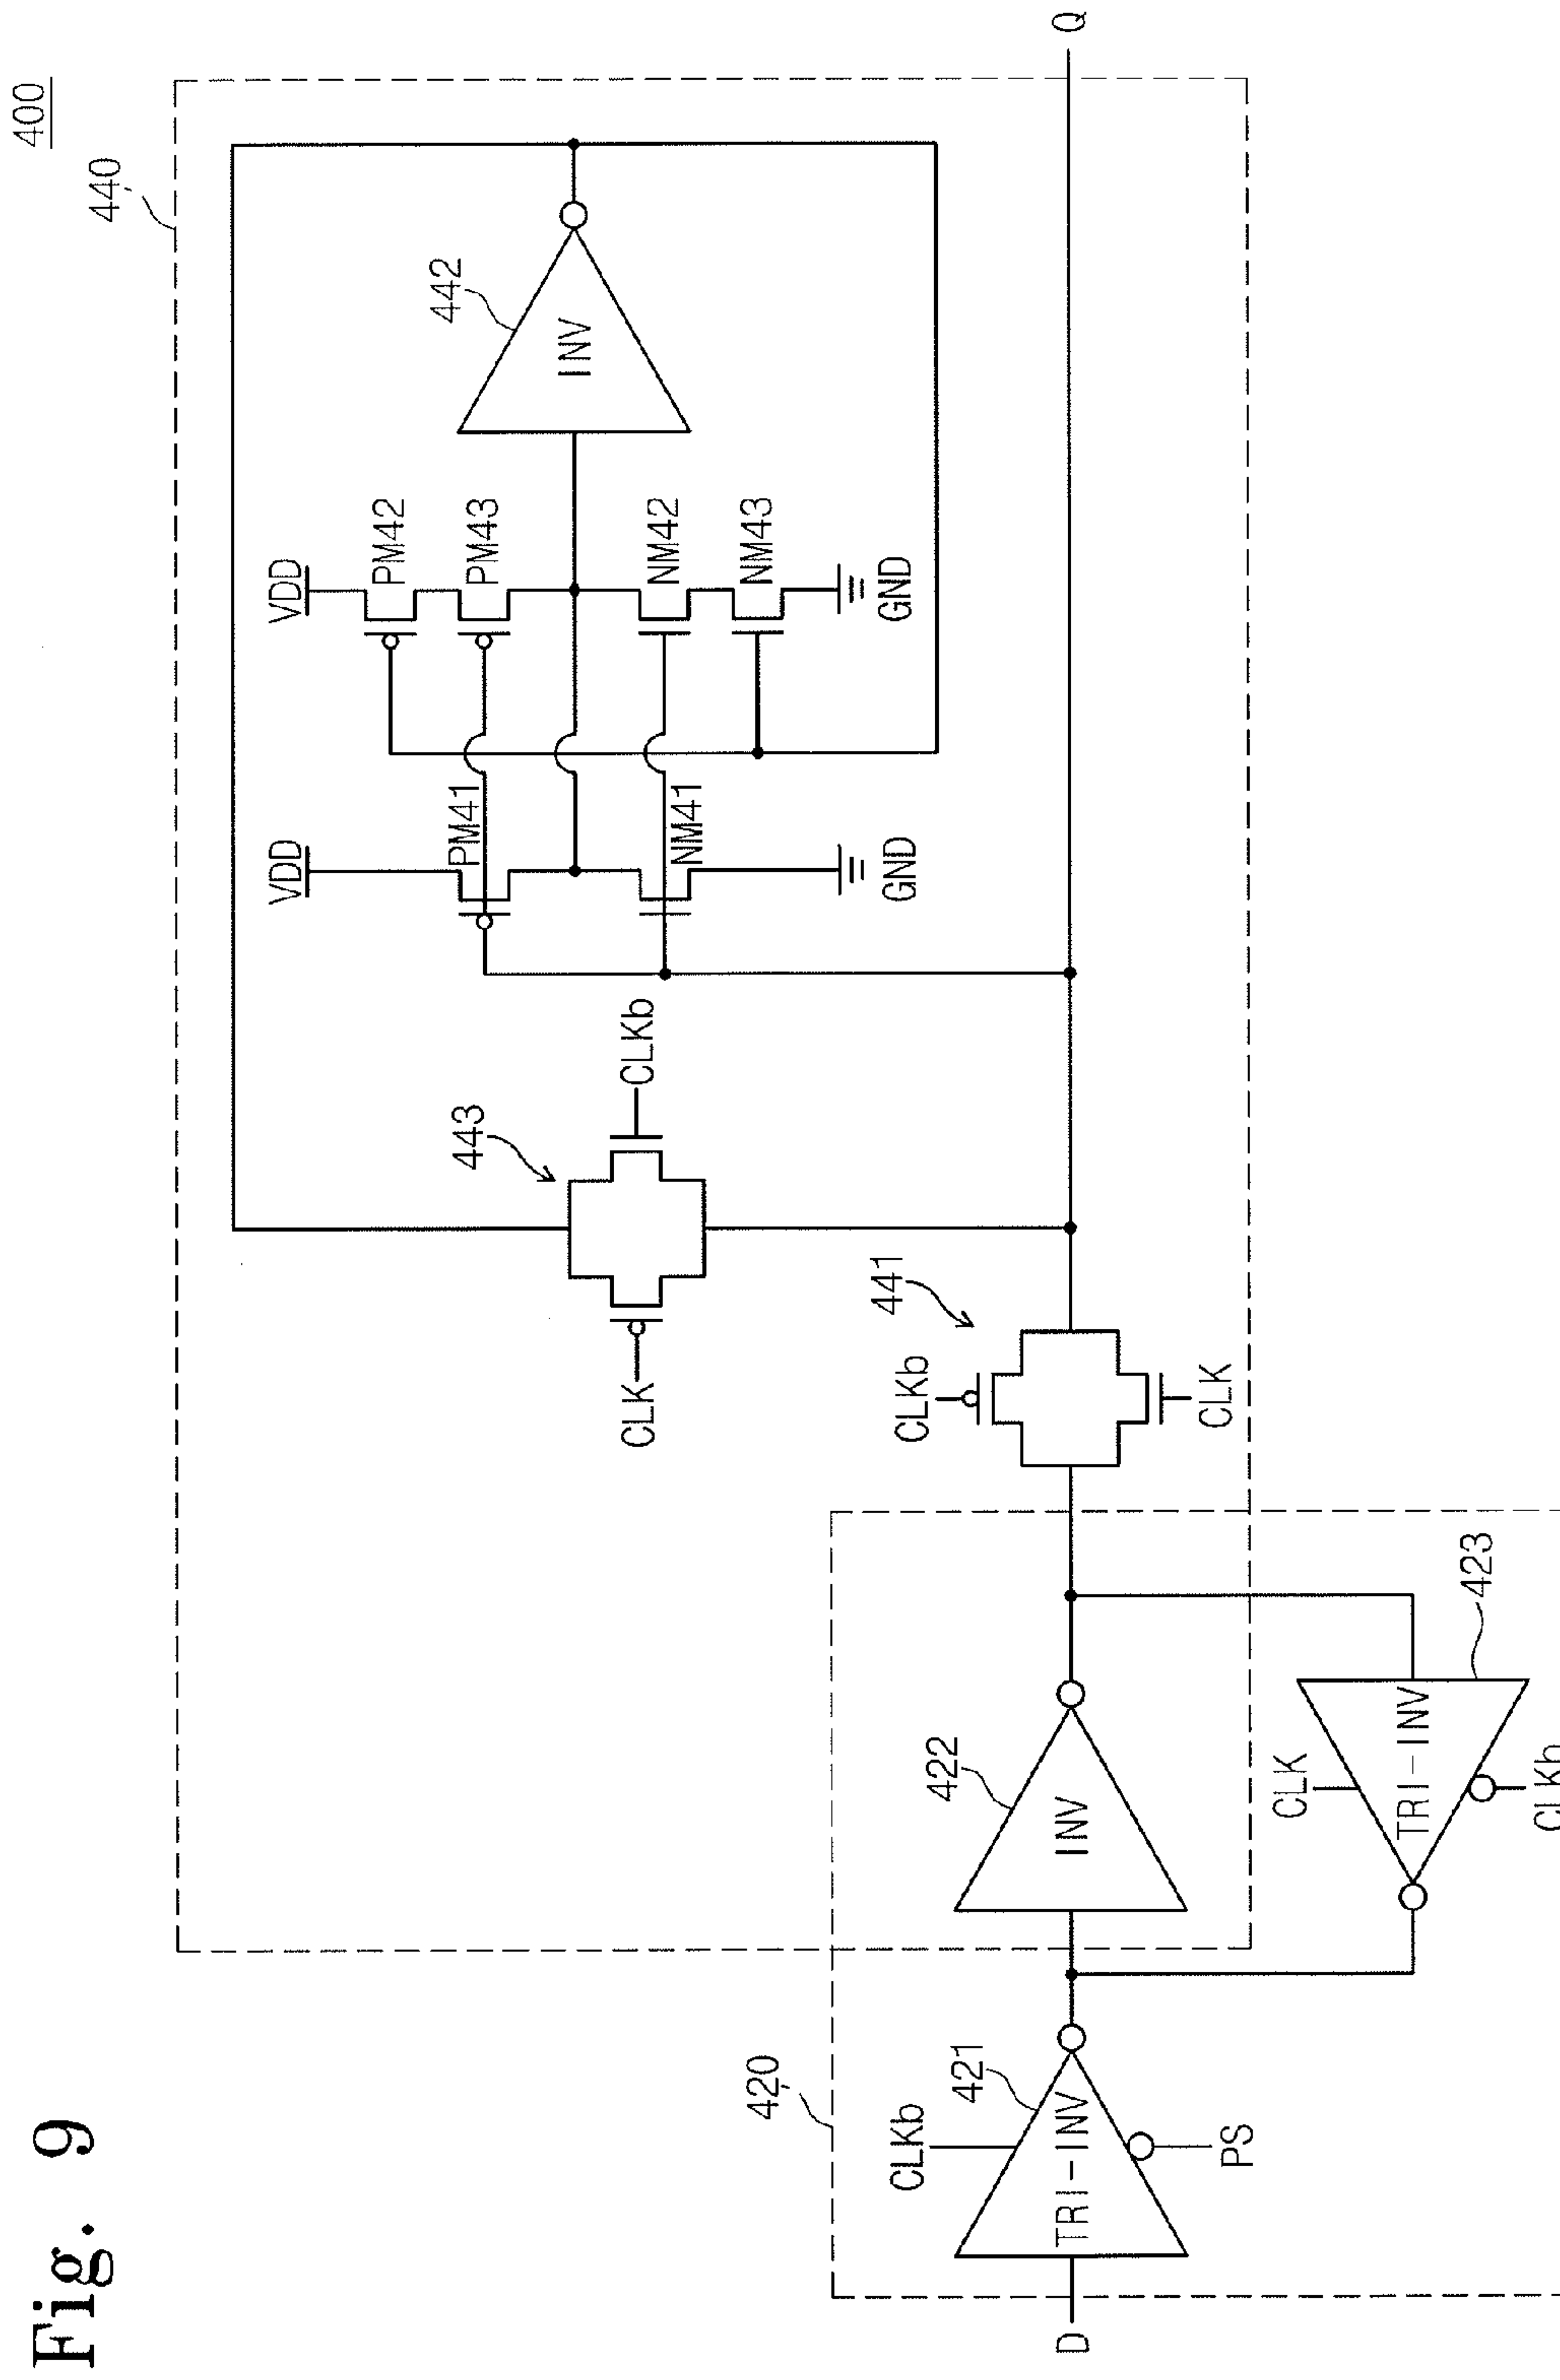 Fig. 9
400
440
VDD
VDD
PM42
PM43
PM41
442
INV
NM42
NM43
NM41
GND
GND
443
CLK
CLKb
441
CLKb
CLK
Q
420
CLKb
421
TRI-INV
PS
D
422
INV
CLK
TRI-INV
423
CLKb